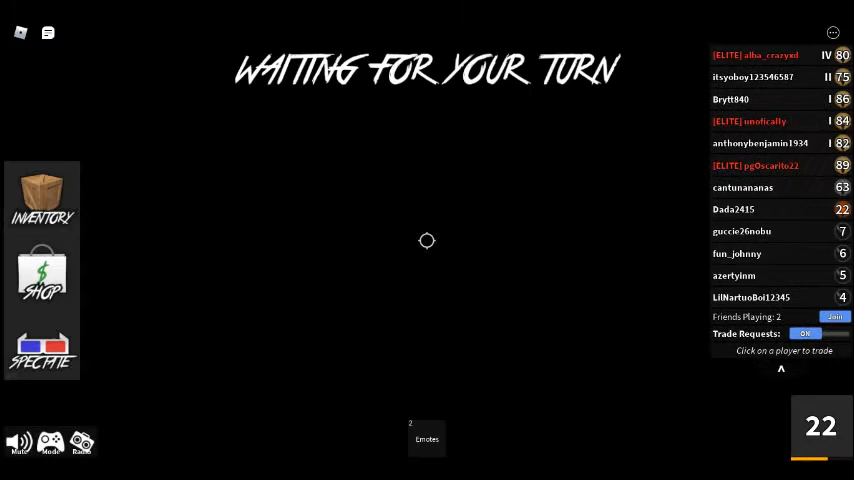 WAITING FOR YOUR TURN
[ELITE] alba_crazyxd IV 80
itsyoboy123546587 II 75
Brytt840 I 86
[ELITE] unofically I 84
anthonybenjamin1934 I 82
[ELITE] pgOscarito22 89
cantunananas 63
Dada2415 22
guccie26nobu 7
fun_johnny 6
azertyinm 5
LilNartuoBoi12345 4
Friends Playing: 2 Join
Trade Requests: ON
Click on a player to trade
INVENTORY
$
SHOP
SPECTATE
Mute Mode Radio
2
Emotes
22